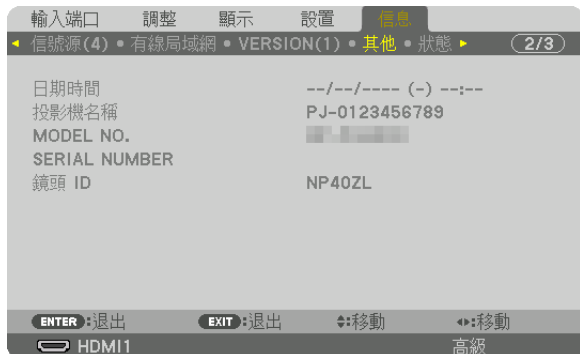 輸入端口 調整 顯示 設置 信息
◄ 信號源(4) • 有線局域網 • VERSION(1) • 其他 • 狀態 ► 2/3
日期時間 --/--/---- (-) --:--
投影機名稱 PJ-0123456789
MODEL NO.
SERIAL NUMBER
鏡頭 ID NP40ZL
ENTER:退出 EXIT:退出 ♦:移動 ◂▸:移動
HDMI1 高級